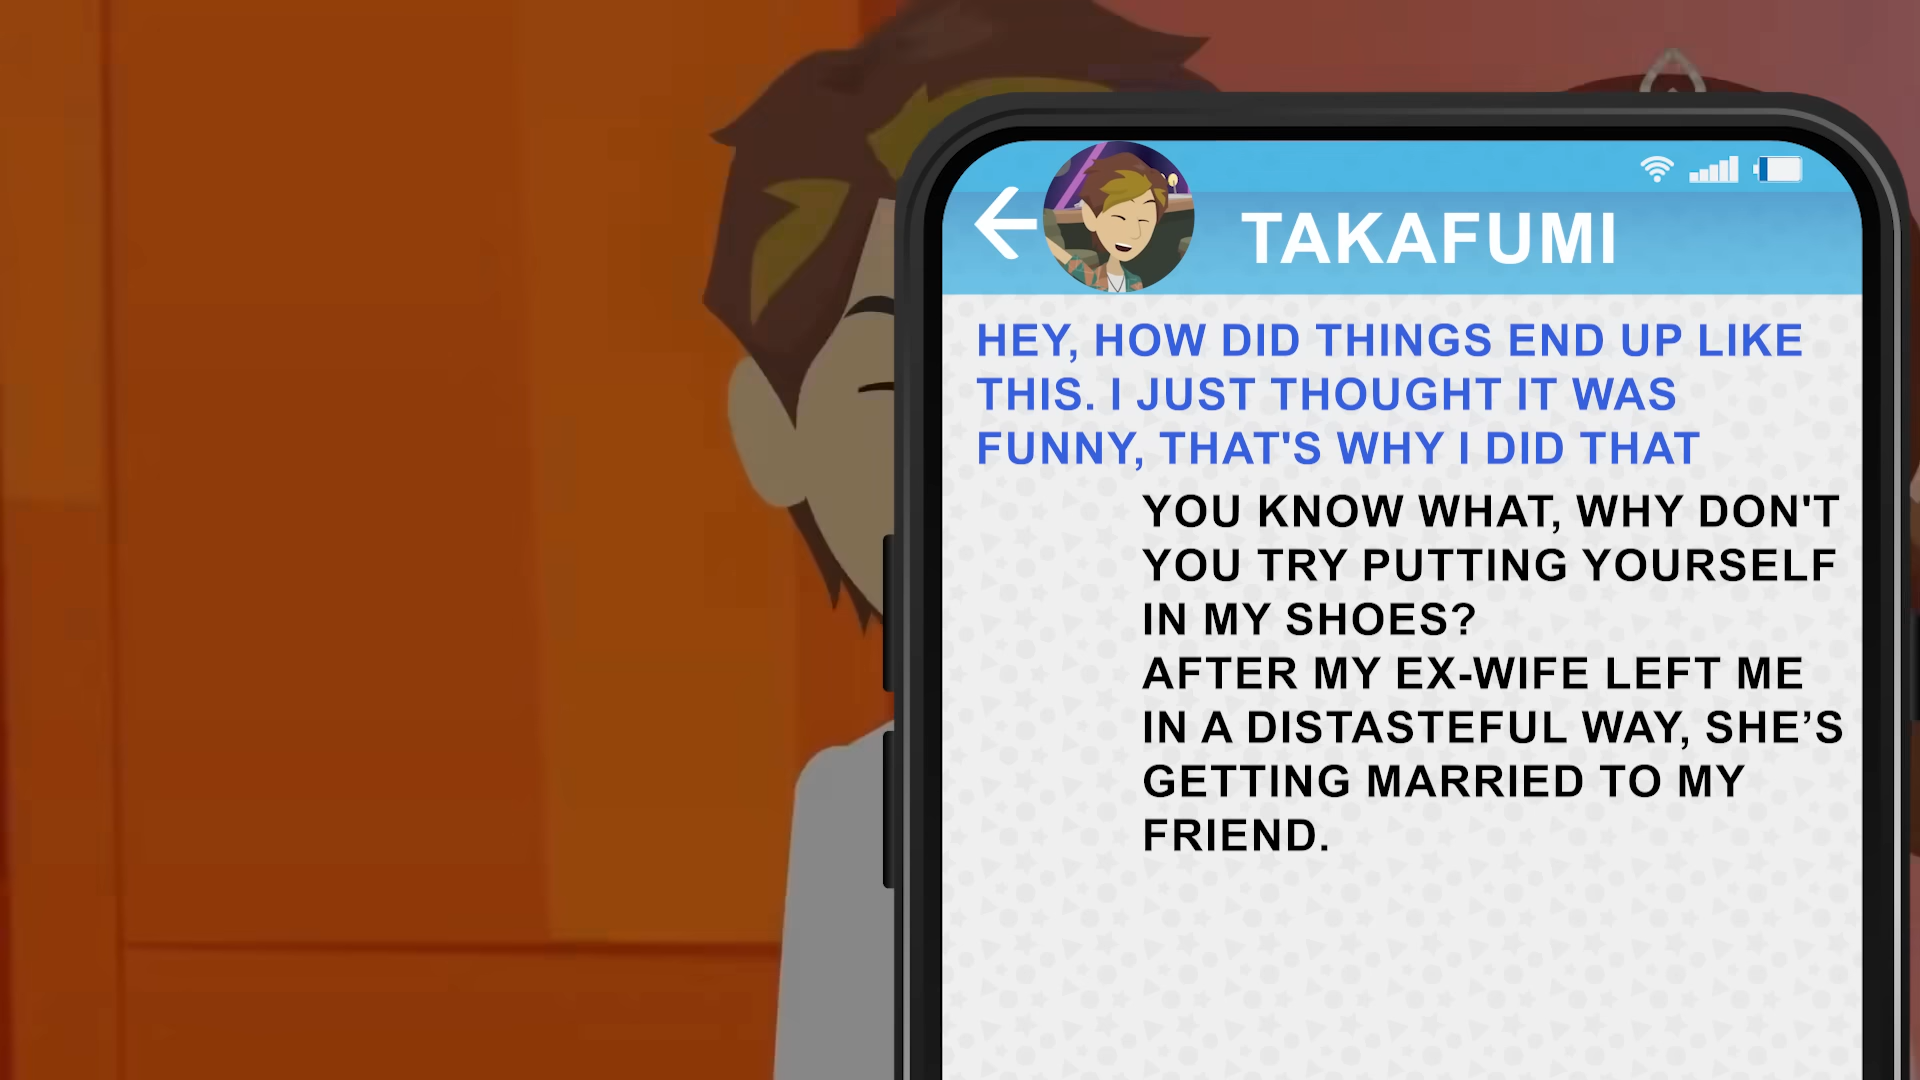 TAKAFUMI
HEY, HOW DID THINGS END UP LIKE
THIS. I JUST THOUGHT IT WAS
FUNNY, THAT'S WHY I DID THAT
YOU KNOW WHAT, WHY DON'T
YOU TRY PUTTING YOURSELF
IN MY SHOES?
AFTER MY EX-WIFE LEFT ME
IN A DISTASTEFUL WAY, SHE’S
GETTING MARRIED TO MY
FRIEND.